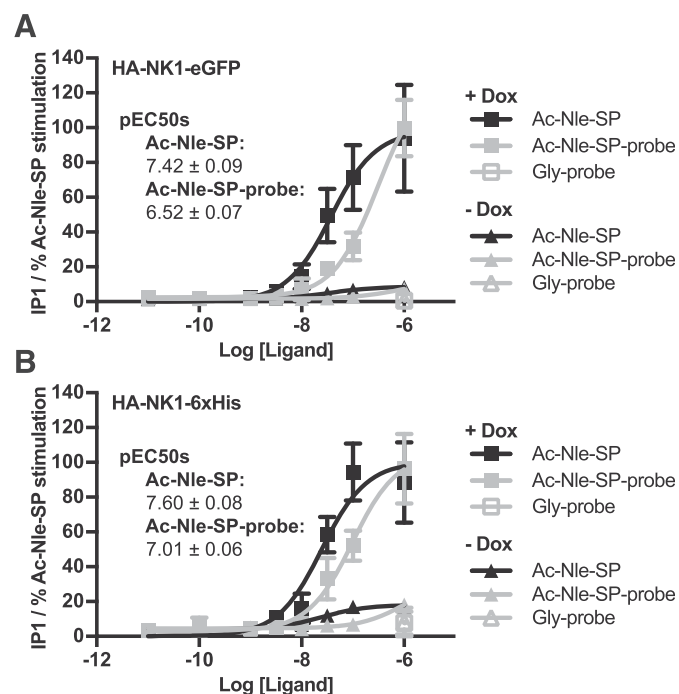 A
HA-NK1-eGFP
pEC50s
Ac-Nle-SP:
7.42 ± 0.09
Ac-Nle-SP-probe:
6.52 ± 0.07
IP1 / % Ac-Nle-SP stimulation
140
120
100
80
60
40
20
0
-12
-10
-8
-6
Log [Ligand]
+ Dox
Ac-Nle-SP
Ac-Nle-SP-probe
Gly-probe
- Dox
Ac-Nle-SP
Ac-Nle-SP-probe
Gly-probe
B
HA-NK1-6xHis
pEC50s
Ac-Nle-SP:
7.60 ± 0.08
Ac-Nle-SP-probe:
7.01 ± 0.06
IP1 / % Ac-Nle-SP stimulation
140
120
100
80
60
40
20
0
-12
-10
-8
-6
Log [Ligand]
+ Dox
Ac-Nle-SP
Ac-Nle-SP-probe
Gly-probe
- Dox
Ac-Nle-SP
Ac-Nle-SP-probe
Gly-probe